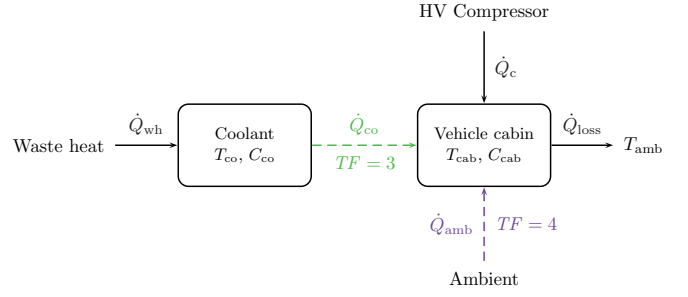 HV Compressor
Q̇c
Waste heat
Q̇wh
Coolant
Tco, Cco
Q̇co
TF = 3
Vehicle cabin
Tcab, Ccab
Q̇loss
Tamb
Q̇amb
TF = 4
Ambient